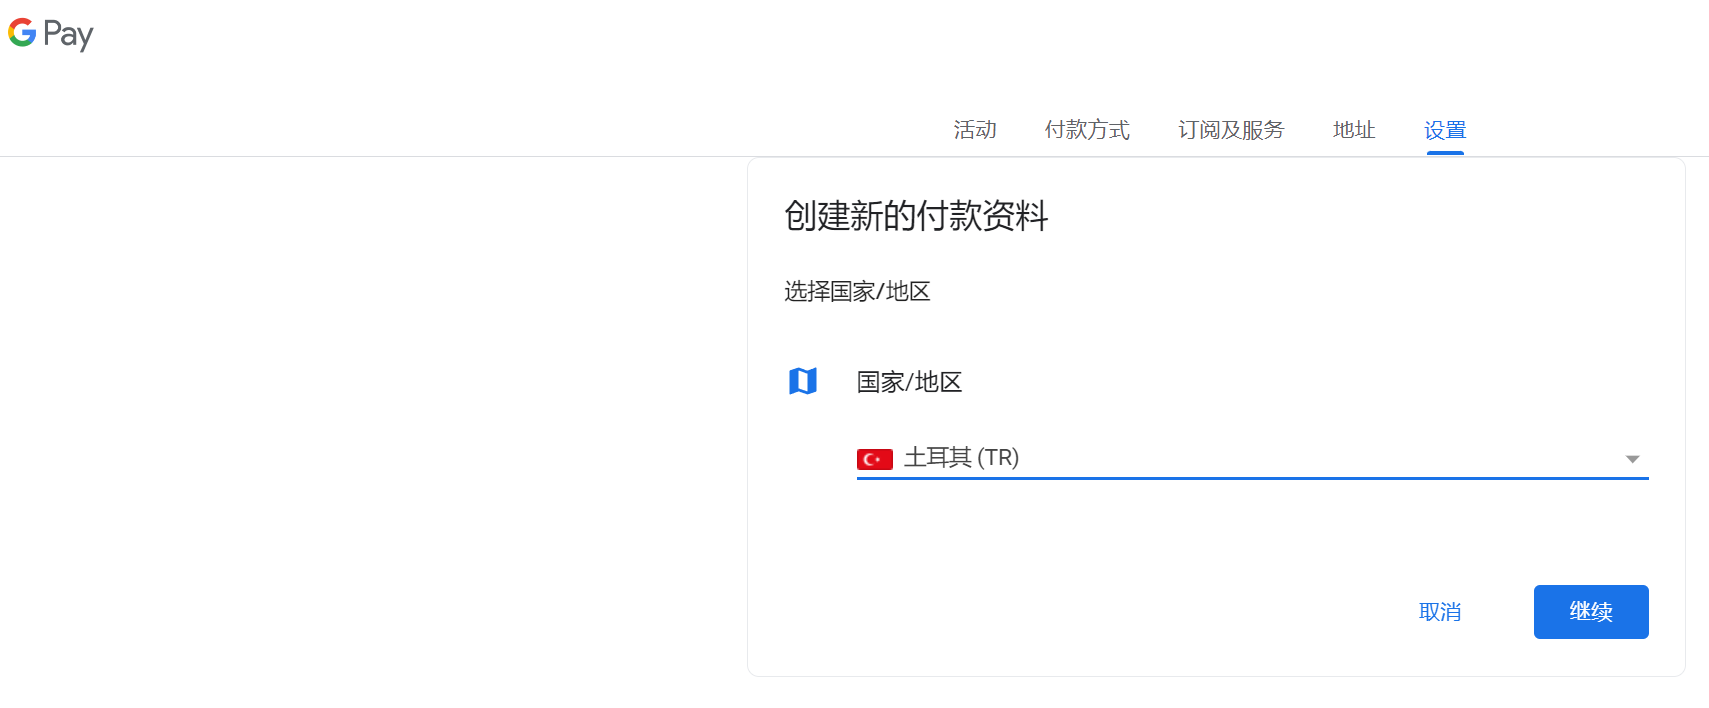 G Pay
活动 付款方式 订阅及服务 地址 设置
创建新的付款资料
选择国家/地区
国家/地区
土耳其 (TR)
取消 继续